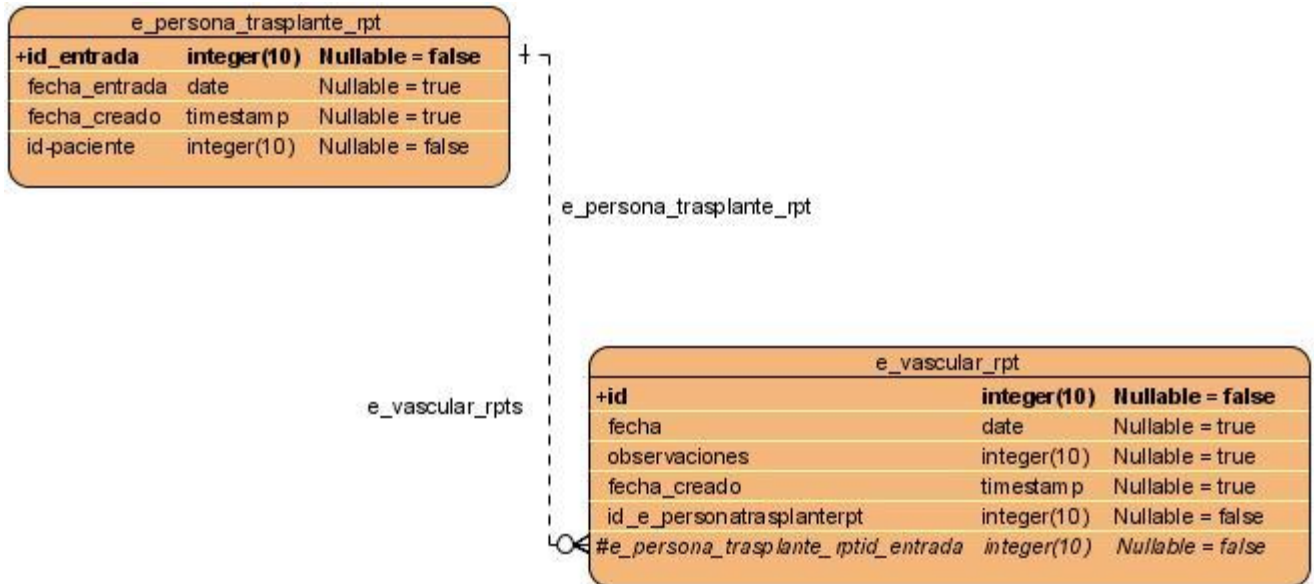 e_persona_trasplante_rpt
+id_entrada integer(10) Nullable = false
fecha_entrada date Nullable = true
fecha_creado timestamp Nullable = true
id-paciente integer(10) Nullable = false
e_persona_trasplante_rpt
e_vascular_rpts
e_vascular_rpt
+id integer(10) Nullable = false
fecha date Nullable = true
observaciones integer(10) Nullable = true
fecha_creado timestamp Nullable = true
id_e_personatrasplanterpt integer(10) Nullable = false
#e_persona_trasplante_rptid_entrada integer(10) Nullable = false